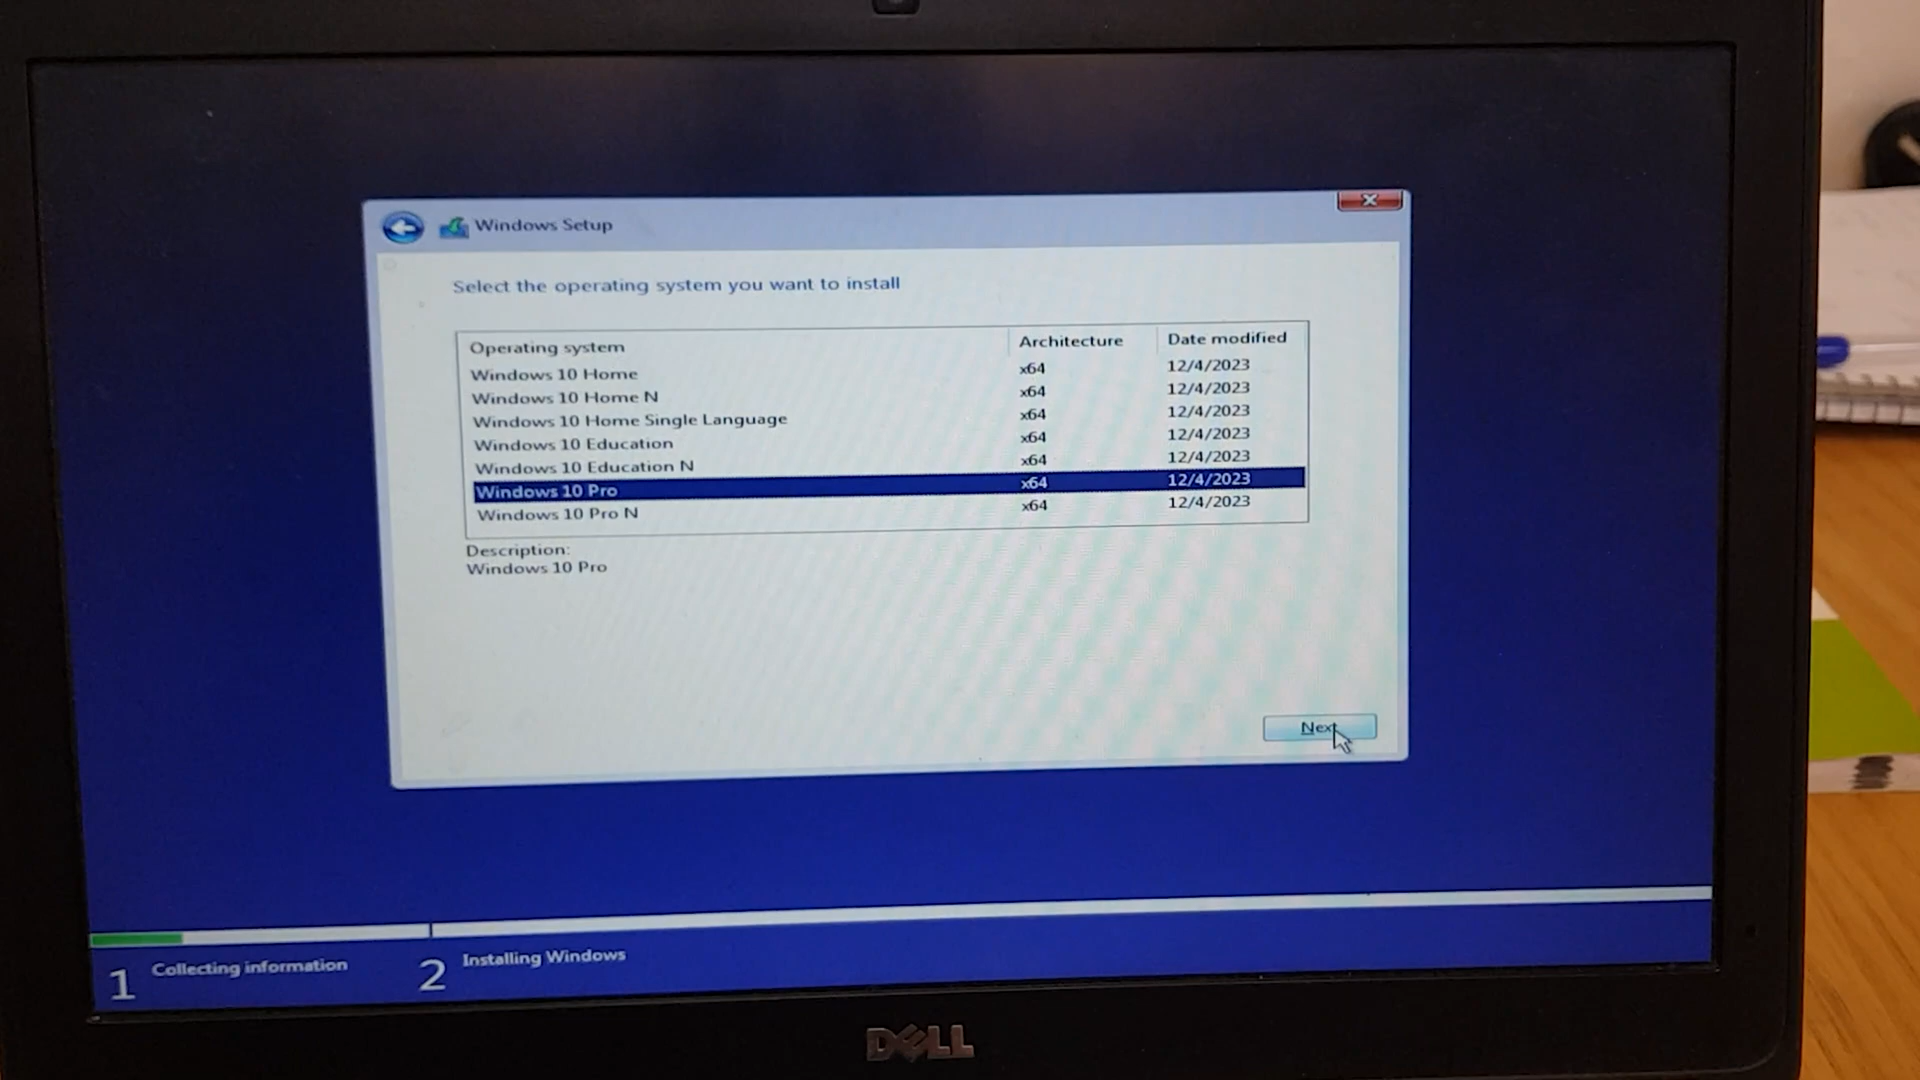 Windows Setup
Select the operating system you want to install
Operating system Architecture Date modified
Windows 10 Home x64 12/4/2023
Windows 10 Home N x64 12/4/2023
Windows 10 Home Single Language x64 12/4/2023
Windows 10 Education x64 12/4/2023
Windows 10 Education N x64 12/4/2023
Windows 10 Pro x64 12/4/2023
Windows 10 Pro N x64 12/4/2023
Description:
Windows 10 Pro
Next
1 Collecting information 2 Installing Windows
DELL